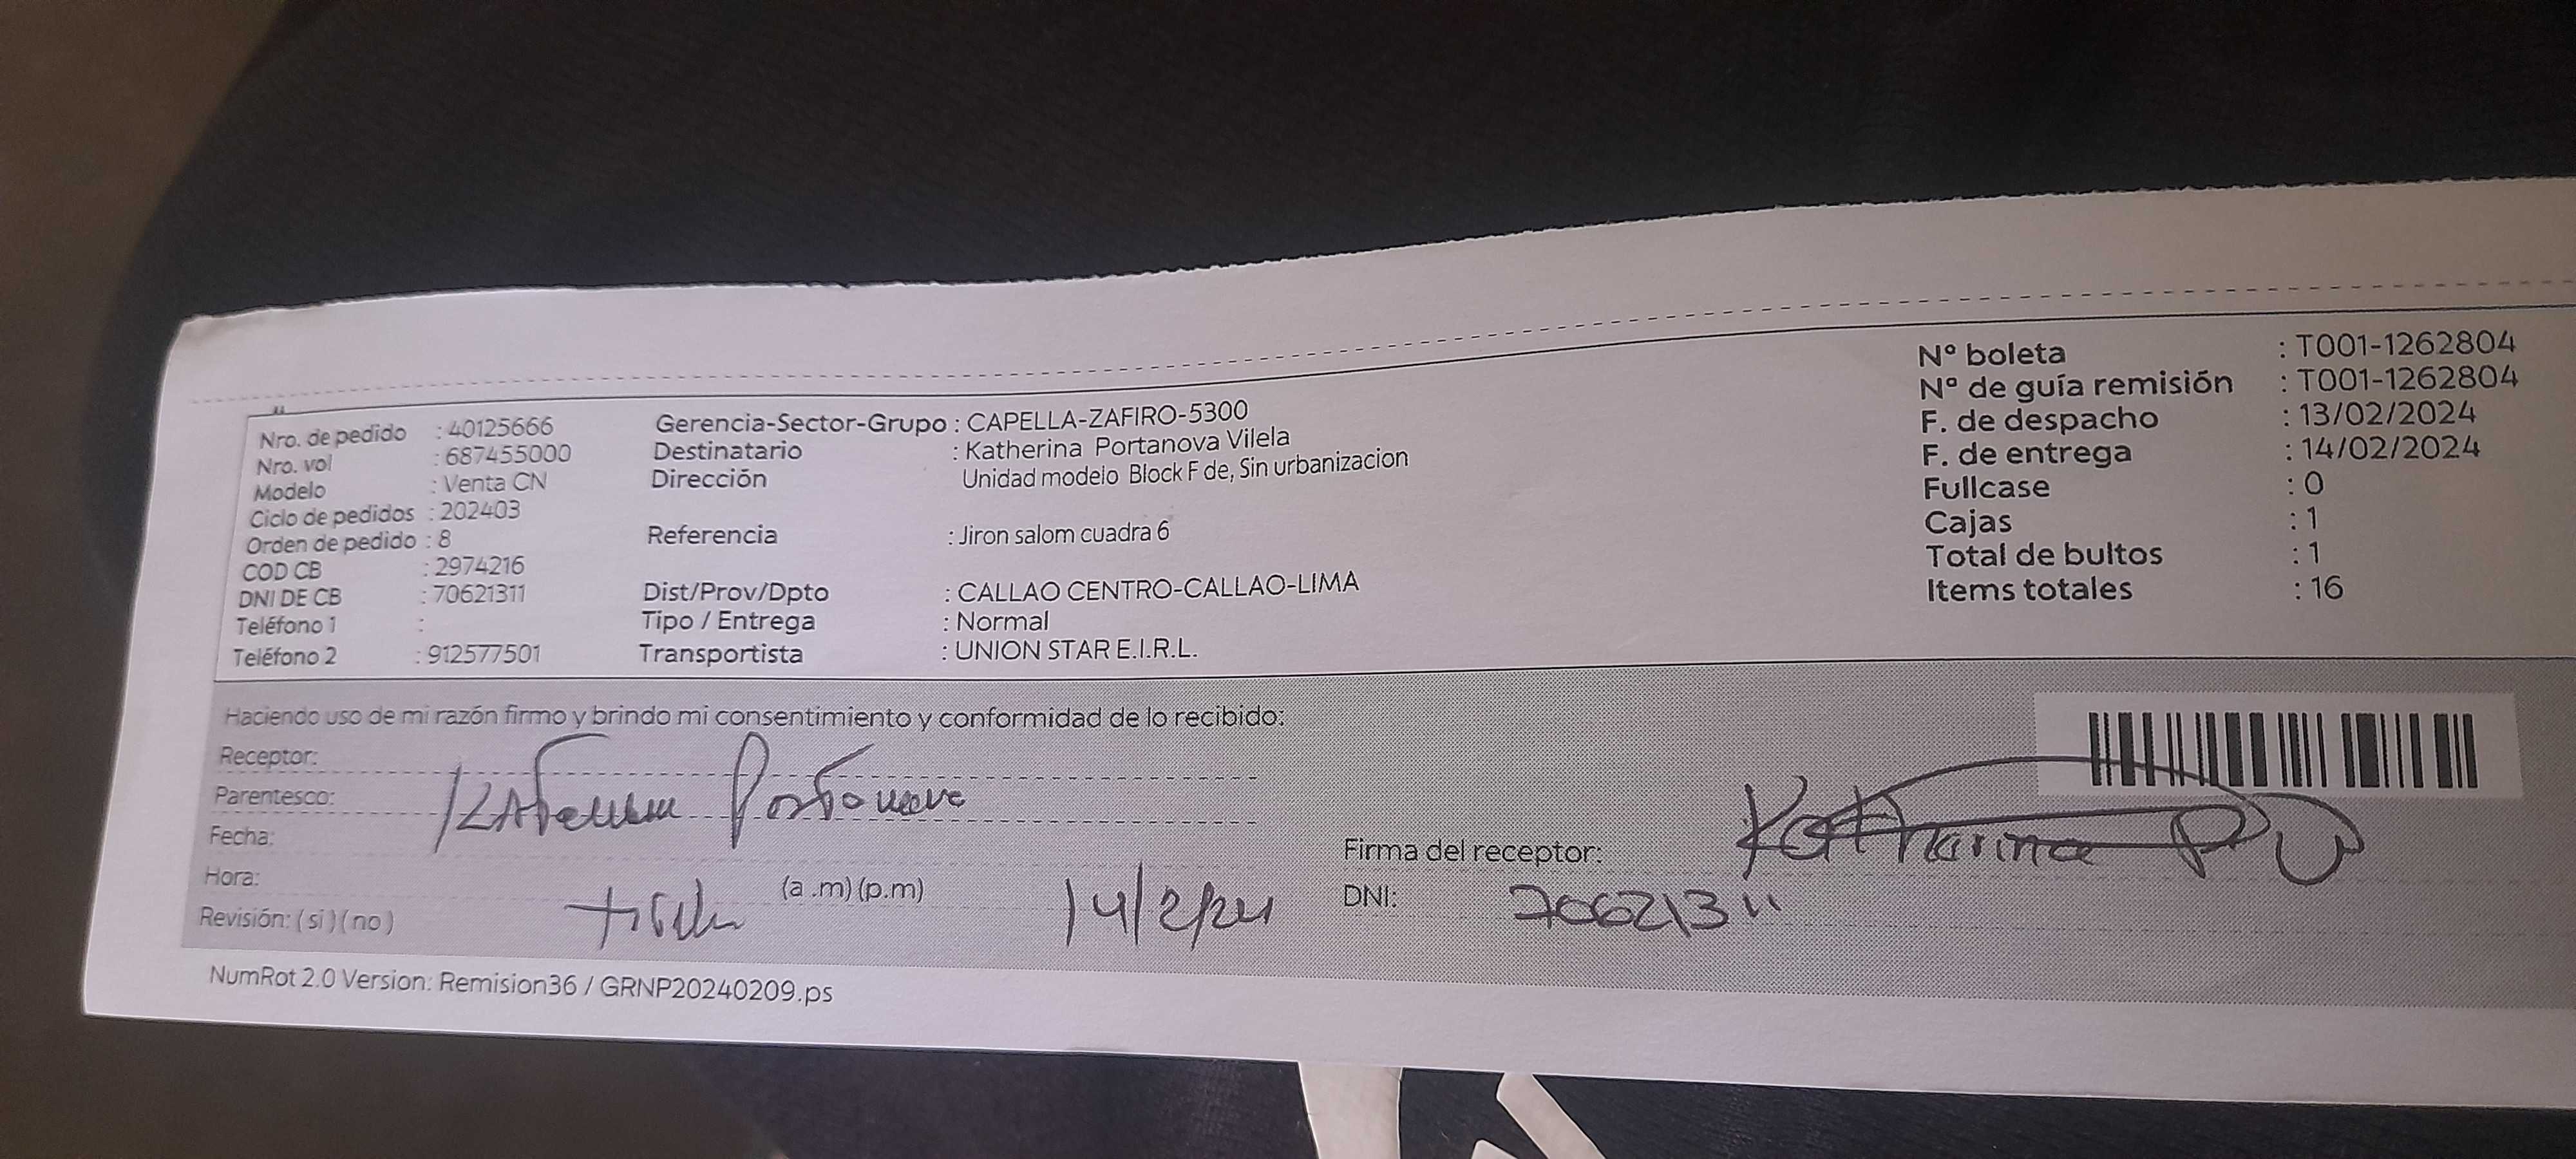 Nro. de pedido : 40125666
Nro. vol : 687455000
Modelo : Venta CN
Ciclo de pedidos : 202403
Orden de pedido : 8
COD CB : 2974216
DNI DE CB : 70621311
Teléfono 1 :
Teléfono 2 : 912577501
Gerencia-Sector-Grupo : CAPELLA-ZAFIRO-5300
Destinatario : Katherina Portanova Vilela
Dirección Unidad modelo Block F de, Sin urbanizacion
Referencia : Jiron salom cuadra 6
Dist/Prov/Dpto : CALLAO CENTRO-CALLAO-LIMA
Tipo / Entrega : Normal
Transportista : UNION STAR E.I.R.L.
Nº boleta : T001-1262804
Nº de guía remisión : T001-1262804
F. de despacho : 13/02/2024
F. de entrega : 14/02/2024
Fullcase : 0
Cajas : 1
Total de bultos : 1
Items totales : 16
Haciendo uso de mi razón firmo y brindo mi consentimiento y conformidad de lo recibido:
Receptor:
Parentesco: Portanova
Fecha:
Hora: (a .m) (p.m) 14/2/24
Revisión: ( si ) ( no )
Firma del receptor: Katherina P V
DNI: 70621311
NumRot 2.0 Version: Remision36 / GRNP20240209.ps